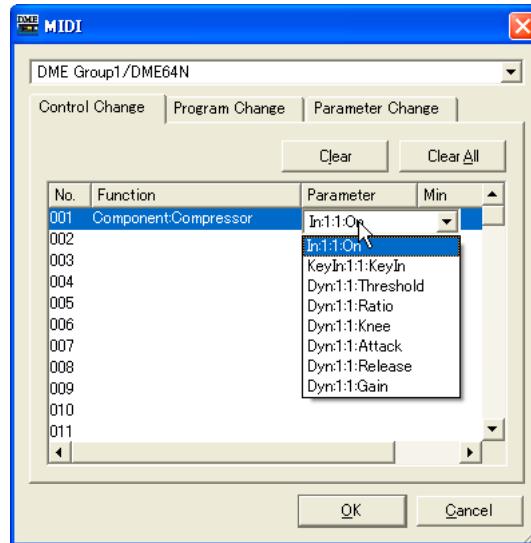 DME
MIDI
DME Group1/DME64N
Control Change Program Change Parameter Change
Clear Clear All
No. Function Parameter Min
001 Component:Compressor In:1:1:On
002 In:1:1:On
003 KeyIn:1:1:KeyIn
004 Dyn:1:1:Threshold
005 Dyn:1:1:Ratio
006 Dyn:1:1:Knee
007 Dyn:1:1:Attack
008 Dyn:1:1:Release
009 Dyn:1:1:Gain
010
011
OK Cancel